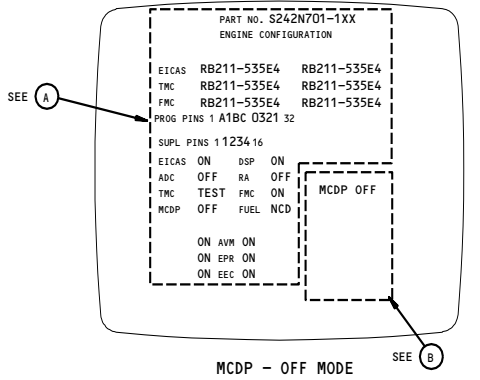 PART NO. S242N701-1XX
ENGINE CONFIGURATION
EICAS RB211-535E4 RB211-535E4
TMC RB211-535E4 RB211-535E4
FMC RB211-535E4 RB211-535E4
SEE A
PROG PINS 1 A1BC 0321 32
SUPL PINS 1 1234 16
EICAS ON DSP ON
ADC OFF RA OFF
TMC TEST FMC ON
MCDP OFF FUEL NCD
MCDP OFF
ON AVM ON
ON EPR ON
ON EEC ON
SEE B
MCDP - OFF MODE